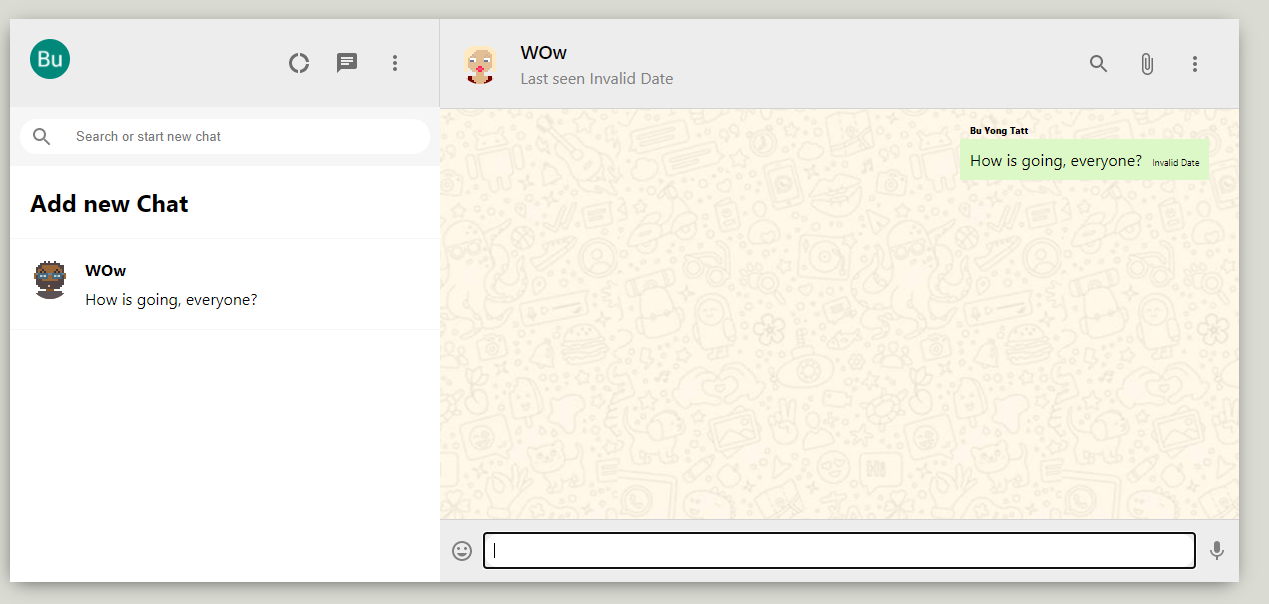 Bu
Search or start new chat
Add new Chat
WOw
How is going, everyone?
WOw
Last seen Invalid Date
Bu Yong Tatt
How is going, everyone? Invalid Date